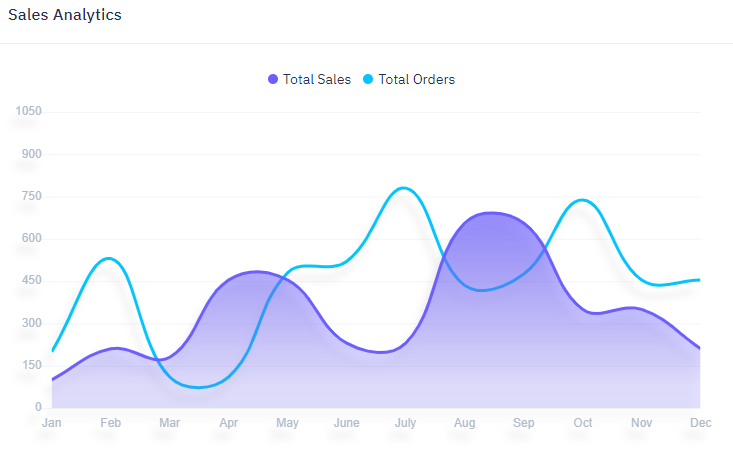 Sales Analytics
Total Sales Total Orders
1050
900
750
600
450
300
150
0
Jan Feb Mar Apr May June July Aug Sep Oct Nov Dec